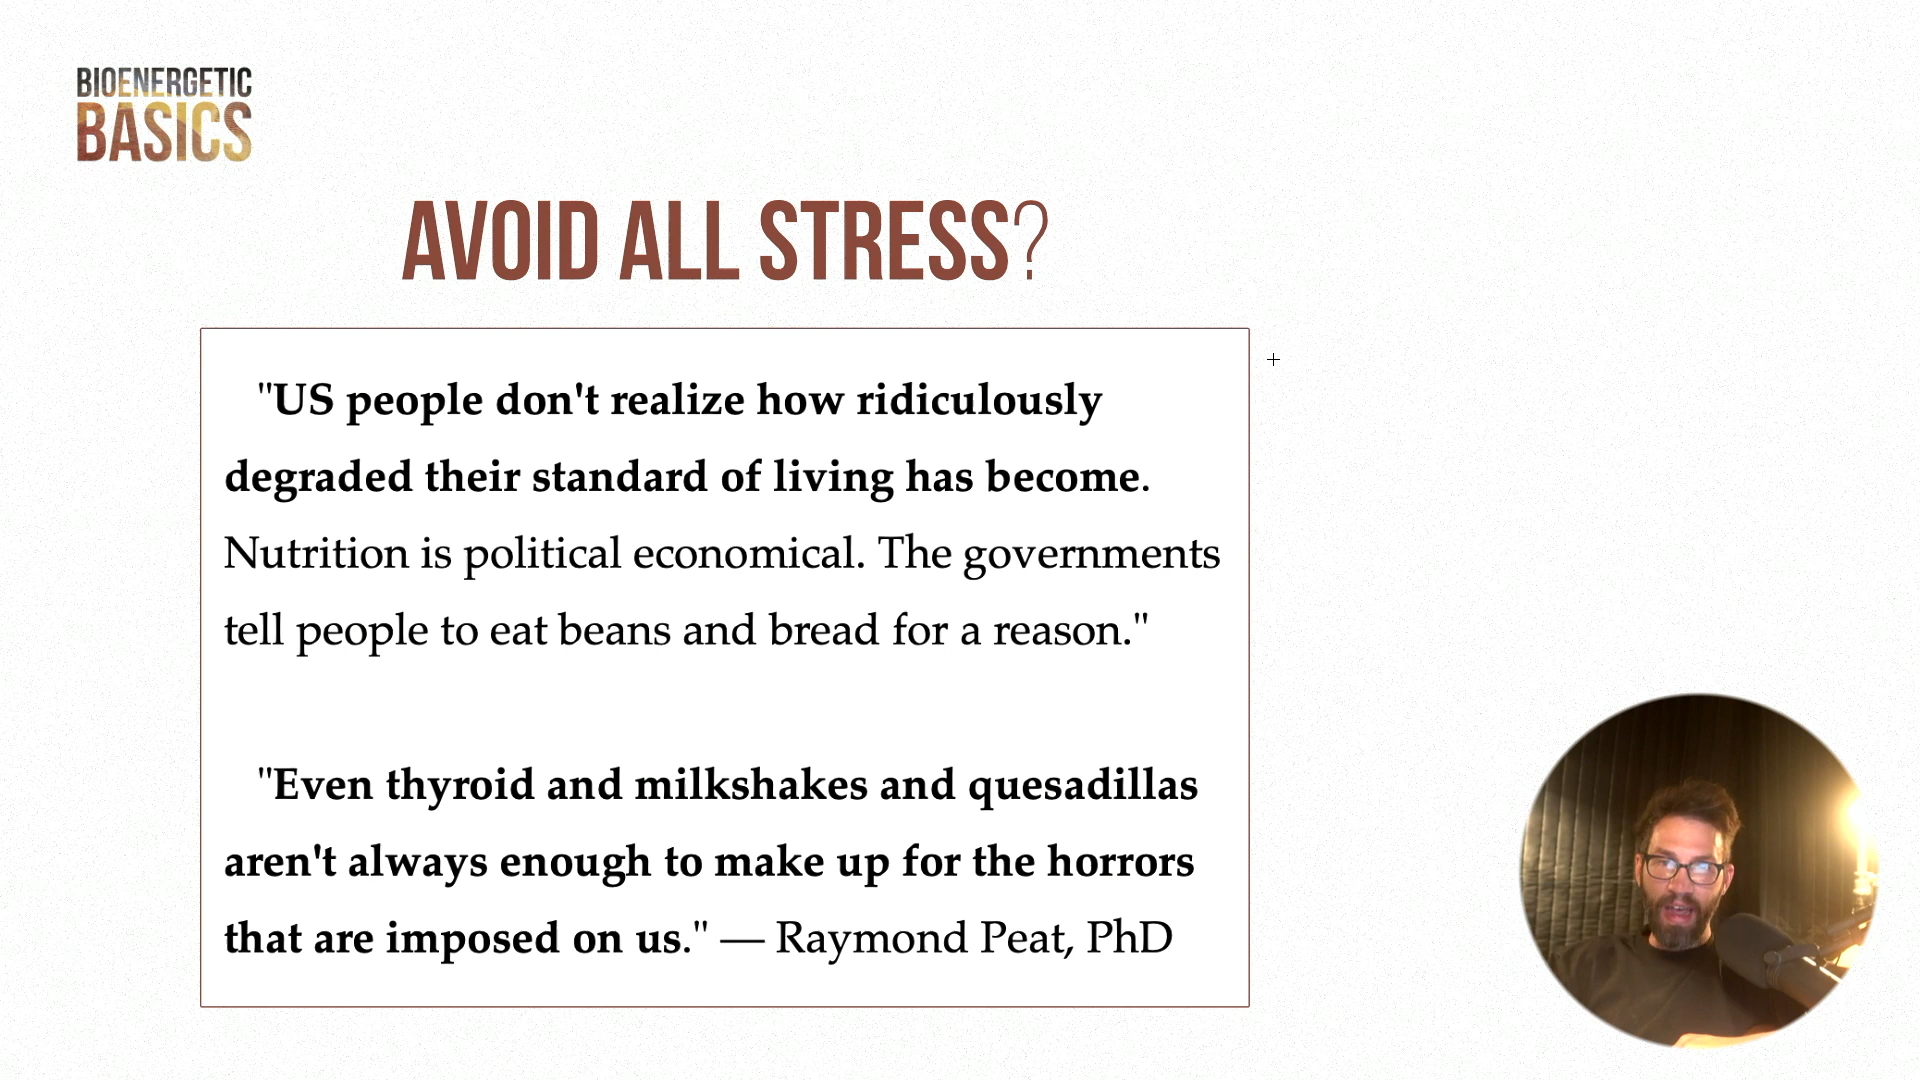 BIOENERGETIC
BASICS
AVOID ALL STRESS?
"US people don't realize how ridiculously
degraded their standard of living has become.
Nutrition is political economical. The governments
tell people to eat beans and bread for a reason."
"Even thyroid and milkshakes and quesadillas
aren't always enough to make up for the horrors
that are imposed on us." — Raymond Peat, PhD